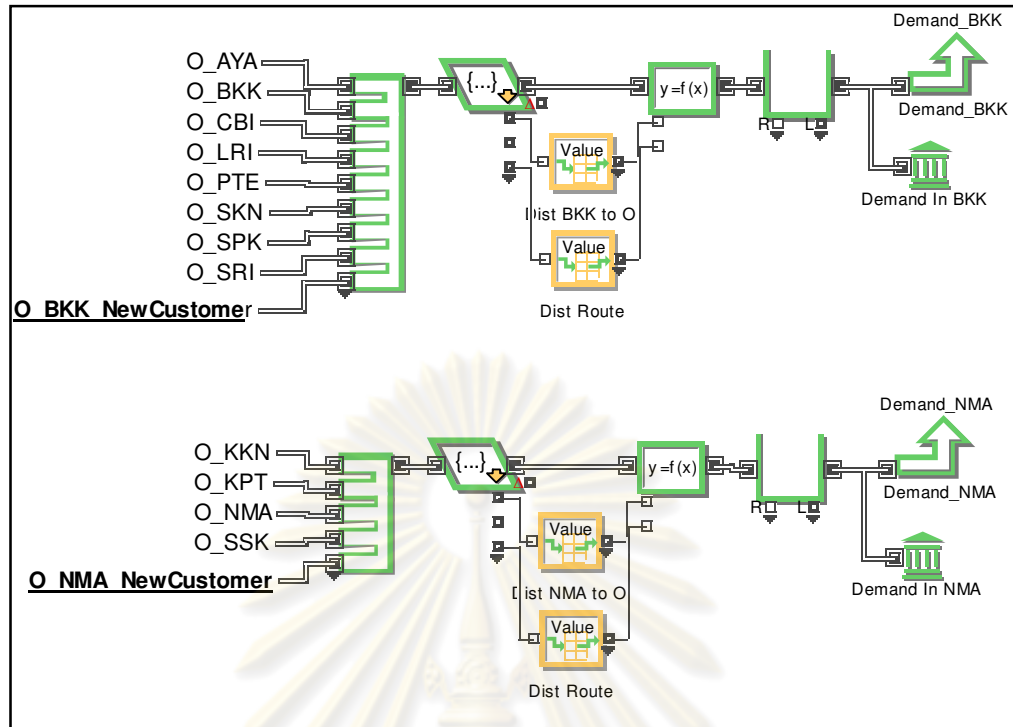 Demand_BKK
O_AYA
O_BKK
O_CBI
O_LRI
O_PTE
O_SKN
O_SPK
O_SRI
O_BKK_NewCustomer
{...}
Δ
Value
Dist BKK to O
Value
Dist Route
y=f(x)
R
L
Demand_BKK
Demand In BKK
Demand_NMA
O_KKN
O_KPT
O_NMA
O_SSK
O_NMA_NewCustomer
{...}
Δ
Value
Dist NMA to O
Value
Dist Route
y=f(x)
R
L
Demand_NMA
Demand In NMA